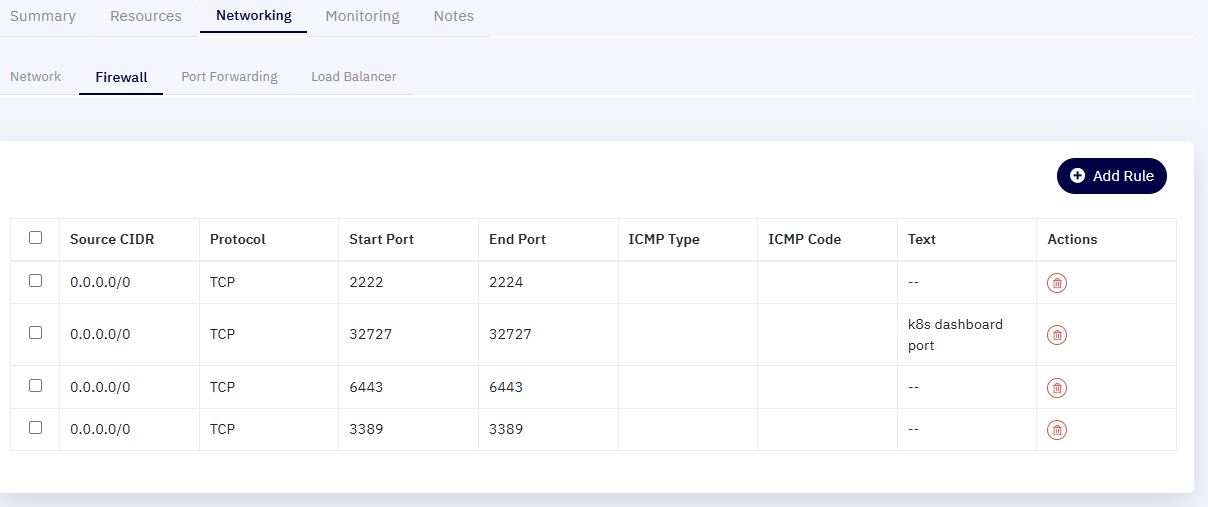 Summary Resources Networking Monitoring Notes
Network Firewall Port Forwarding Load Balancer
Add Rule
Source CIDR Protocol Start Port End Port ICMP Type ICMP Code Text Actions
0.0.0.0/0 TCP 2222 2224 --
0.0.0.0/0 TCP 32727 32727 k8s dashboard
port
0.0.0.0/0 TCP 6443 6443 --
0.0.0.0/0 TCP 3389 3389 --